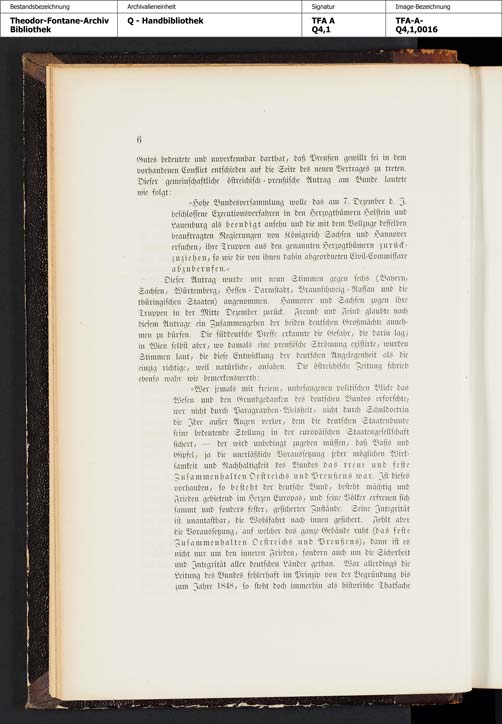 Bestandsbezeichnung Archivalieneinheit Signatur Image-Bezeichnung
Theodor-Fontane-Archiv Q - Handbibliothek TFA A TFA-A-
Bibliothek Q4,1 Q4,1,0016
6
Gutes bedeutete und unverkennbar darthat, daß Preußen gewillt sei in dem
vorhandenen Conflict entschieden auf die Seite des neuen Vertrages zu treten.
Dieser gemeinschaftliche östreichisch-preußische Antrag am Bunde lautete
wie folgt:
»Hohe Bundesversammlung wolle das am 7. Dezember d. J.
beschlossene Executionsverfahren in den Herzogthümern Holstein und
Lauenburg als beendigt ansehn und die mit dem Vollzuge desselben
beauftragten Regierungen von Königreich Sachsen und Hannover
ersuchen, ihre Truppen aus den genannten Herzogthümern zurück-
zuziehen, so wie die von ihnen dahin abgeordneten Civil-Commissare
abzuberufen.«
Dieser Antrag wurde mit neun Stimmen gegen sechs (Bayern,
Sachsen, Würtemberg, Hessen-Darmstadt, Braunschweig-Nassau und die
thüringischen Staaten) angenommen. Hannover und Sachsen zogen ihre
Truppen in der Mitte Dezember zurück. Freund und Feind glaubte nach
diesem Antrage ein Zusammengehen der beiden deutschen Großmächte anneh-
men zu dürfen. Die süddeutsche Presse erkannte die Gefahr, die darin lag;
in Wien selbst aber, wo damals eine preußische Strömung existirte, wurden
Stimmen laut, die diese Entwicklung der deutschen Angelegenheit als die
einzig richtige, weil natürliche, ansahen. Die östreichische Zeitung schrieb
ebenso wahr wie bemerkenswerth:
»Wer jemals mit freiem, unbefangenen politischen Blicke das
Wesen und den Grundgedanken des deutschen Bundes erforschte,
wer nicht durch Paragraphen-Weisheit, nicht durch Schuldoctrin
die Idee außer Augen verlor, dem die deutschen Staatenbunde
seine bedeutende Stellung in der europäischen Staatengesellschaft
sichert, — der wird unbedingt zugeben müssen, daß Basis und
Gipfel, ja die unerläßliche Voraussetzung jeder möglichen Wirk-
samkeit und Nachhaltigkeit des Bundes das treue und feste
Zusammenhalten Oestreichs und Preußens war. Ist dieses
vorhanden, so besteht der deutsche Bund, besteht mächtig und
Frieden gebietend im Herzen Europas, und seine Völker erfreuen sich
sammt und sonders fester, gesicherter Zustände. Seine Integrität
ist unantastbar, die Wohlfahrt nach innen gesichert. Fehlt aber
die Voraussetzung, auf welcher das ganze Gebäude ruht (das feste
Zusammenhalten Oestreichs und Preußens), dann ist es
nicht nur um den inneren Frieden, sondern auch um die Sicherheit
und Integrität aller deutschen Länder gethan. War allerdings die
Leitung des Bundes fehlerhaft im Prinzip von der Begründung bis
zum Jahre 1848, so steht doch immerhin als historische Thatsache